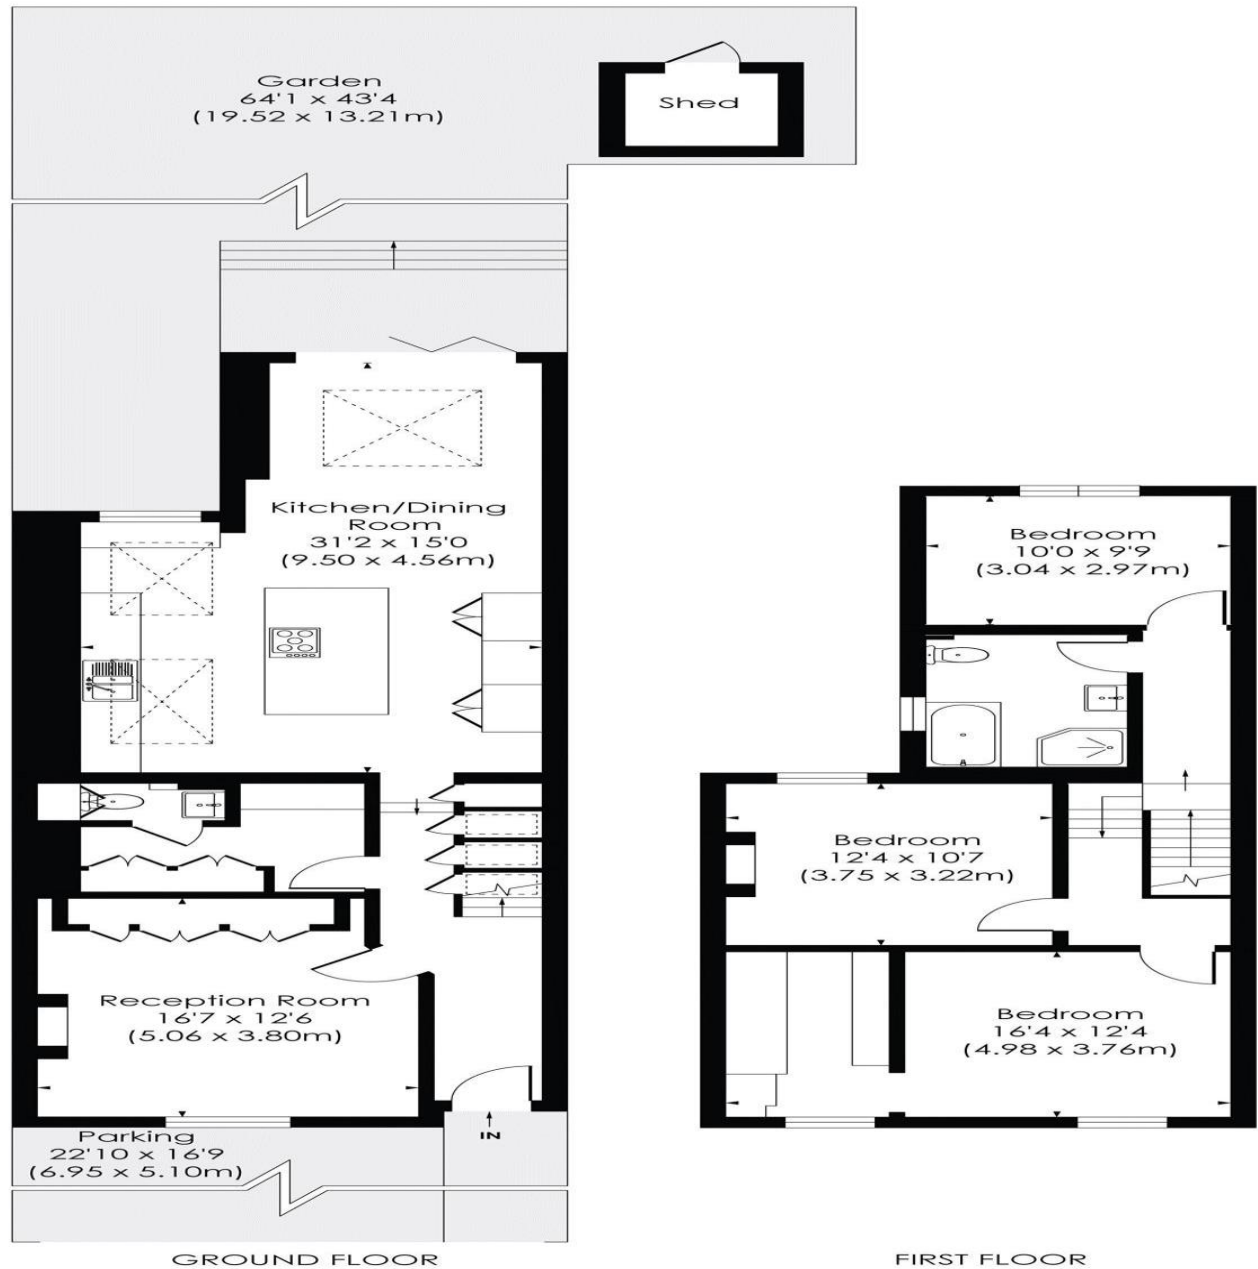 Garden
64'1 x 43'4
(19.52 x 13.21m)
Shed
Kitchen/Dining
Room
31'2 x 15'0
(9.50 x 4.56m)
Reception Room
16'7 x 12'6
(5.06 x 3.80m)
IN
Parking
22'10 x 16'9
(6.95 x 5.10m)
GROUND FLOOR
Bedroom
10'0 x 9'9
(3.04 x 2.97m)
Bedroom
12'4 x 10'7
(3.75 x 3.22m)
Bedroom
16'4 x 12'4
(4.98 x 3.76m)
FIRST FLOOR